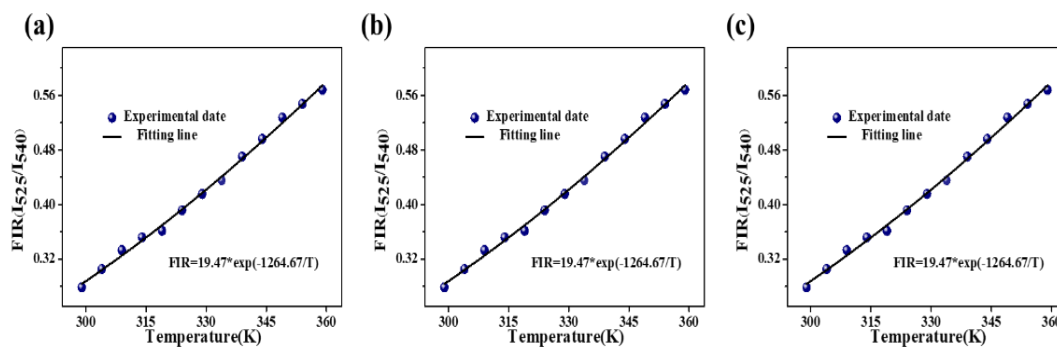 (a)
FIR(I525/I540)
0.56
0.48
0.40
0.32
Experimental date
Fitting line
FIR=19.47*exp(-1264.67/T)
300 315 330 345 360
Temperature(K)
(b)
FIR(I525/I540)
0.56
0.48
0.40
0.32
Experimental date
Fitting line
FIR=19.47*exp(-1264.67/T)
300 315 330 345 360
Temperature(K)
(c)
FIR(I525/I540)
0.56
0.48
0.40
0.32
Experimental date
Fitting line
FIR=19.47*exp(-1264.67/T)
300 315 330 345 360
Temperature(K)